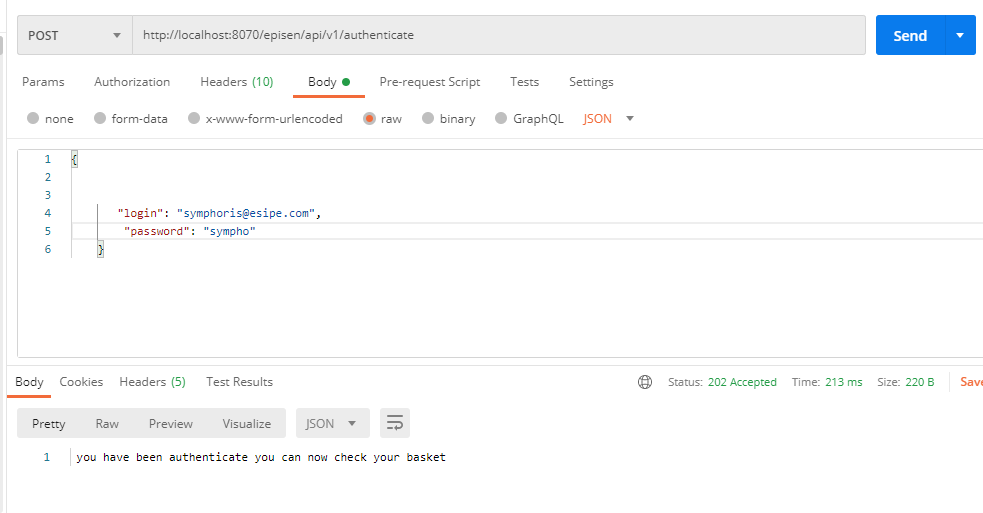 POST http://localhost:8070/episen/api/v1/authenticate Send
Params Authorization Headers (10) Body Pre-request Script Tests Settings
none form-data x-www-form-urlencoded raw binary GraphQL JSON
1 {
2
3
4 "login": "symphoris@esipe.com",
5 "password": "sympho"
6 }
Body Cookies Headers (5) Test Results Status: 202 Accepted Time: 213 ms Size: 220 B Save
Pretty Raw Preview Visualize JSON
1 you have been authenticate you can now check your basket